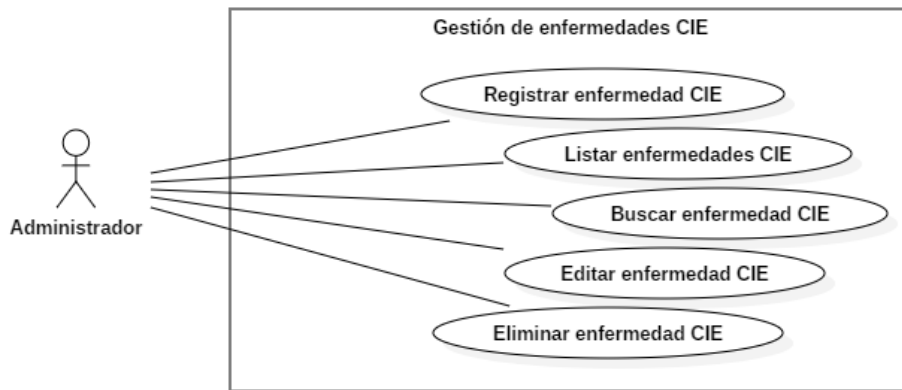 Gestión de enfermedades CIE
Registrar enfermedad CIE
Listar enfermedades CIE
Buscar enfermedad CIE
Editar enfermedad CIE
Eliminar enfermedad CIE
Administrador